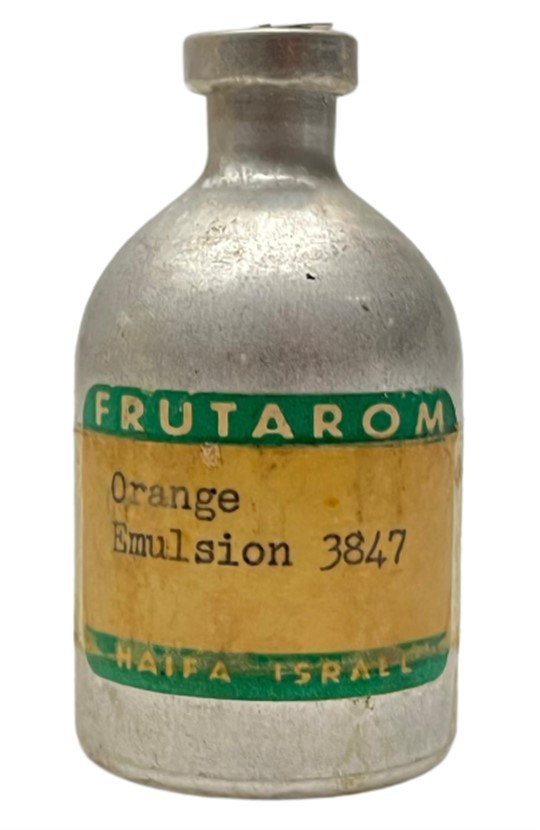 FRUTAROM
Orange
Emulsion 3847
HAIFA ISRAEL